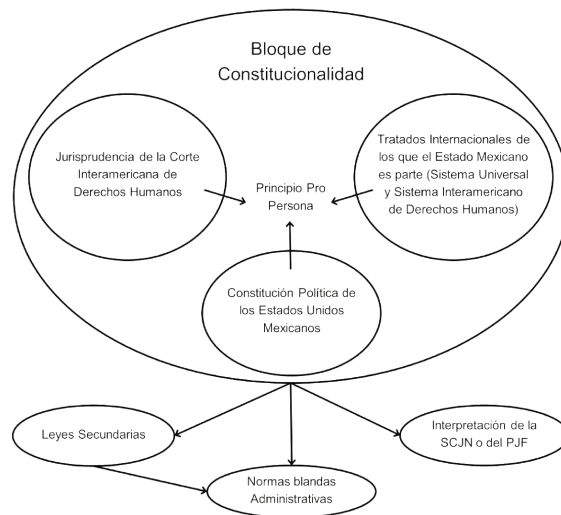 Bloque de
Constitucionalidad
Jurisprudencia de la Corte
Interamericana de
Derechos Humanos
Principio Pro
Persona
Tratados Internacionales de
los que el Estado Mexicano
es parte (Sistema Universal
y Sistema Interamericano
de Derechos Humanos)
Constitución Política de
los Estados Unidos
Mexicanos
Leyes Secundarias
Normas blandas
Administrativas
Interpretación de la
SCJN o del PJF